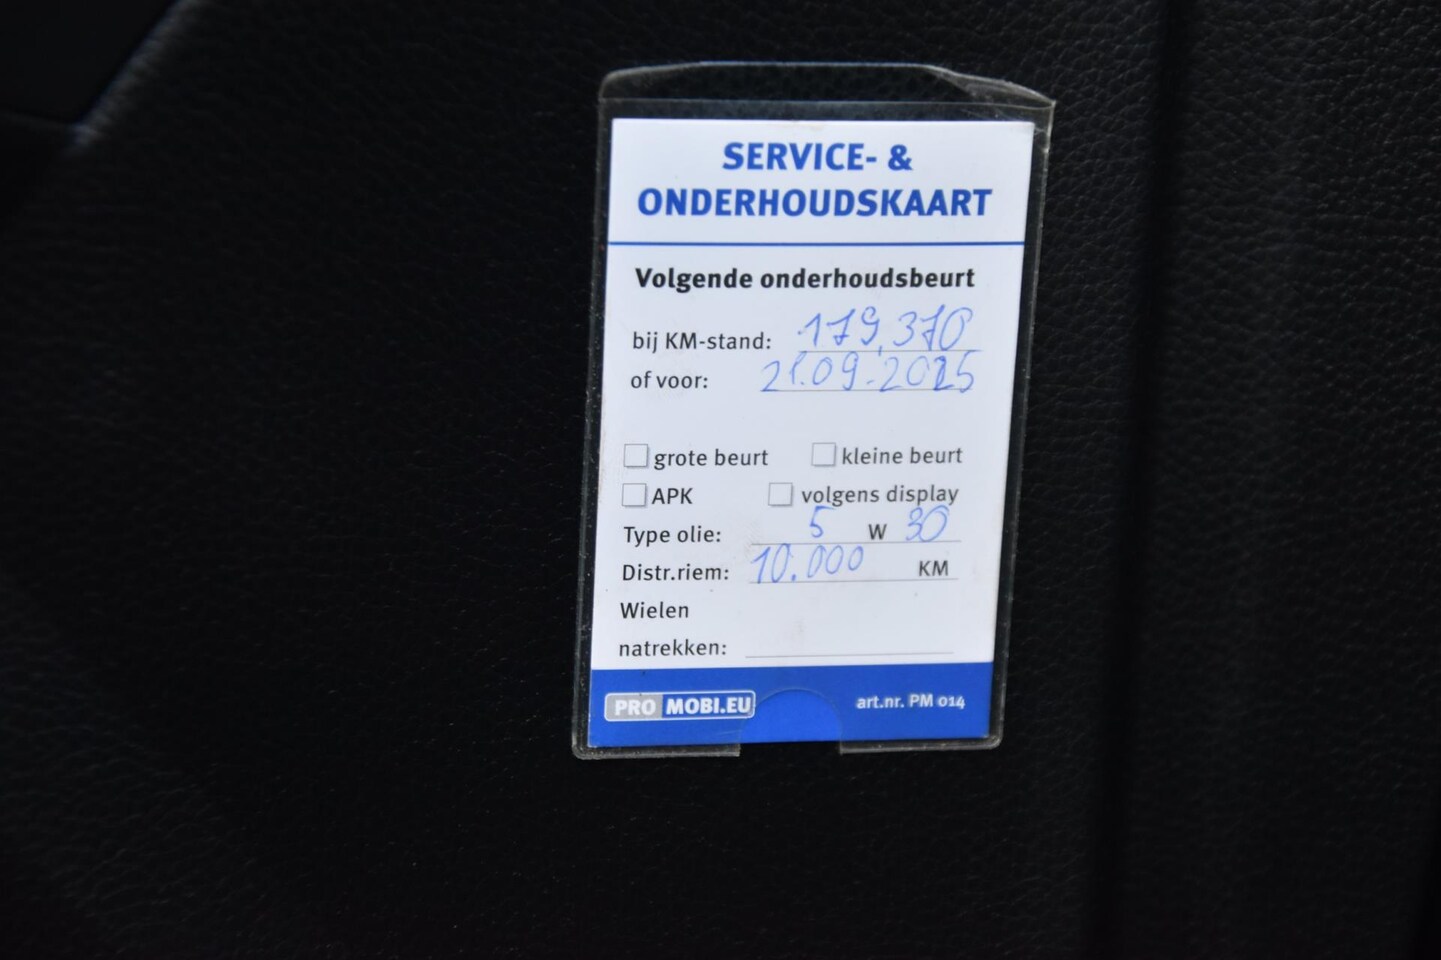 SERVICE- &
ONDERHOUDSKAART
Volgende onderhoudsbeurt
bij KM-stand: 179,370
of voor: 21.09.2025
grote beurt kleine beurt
APK volgens display
Type olie: 5 W 30
Distr.riem: 10.000 KM
Wielen
natrekken:
PRO MOBI.EU art.nr. PM 014